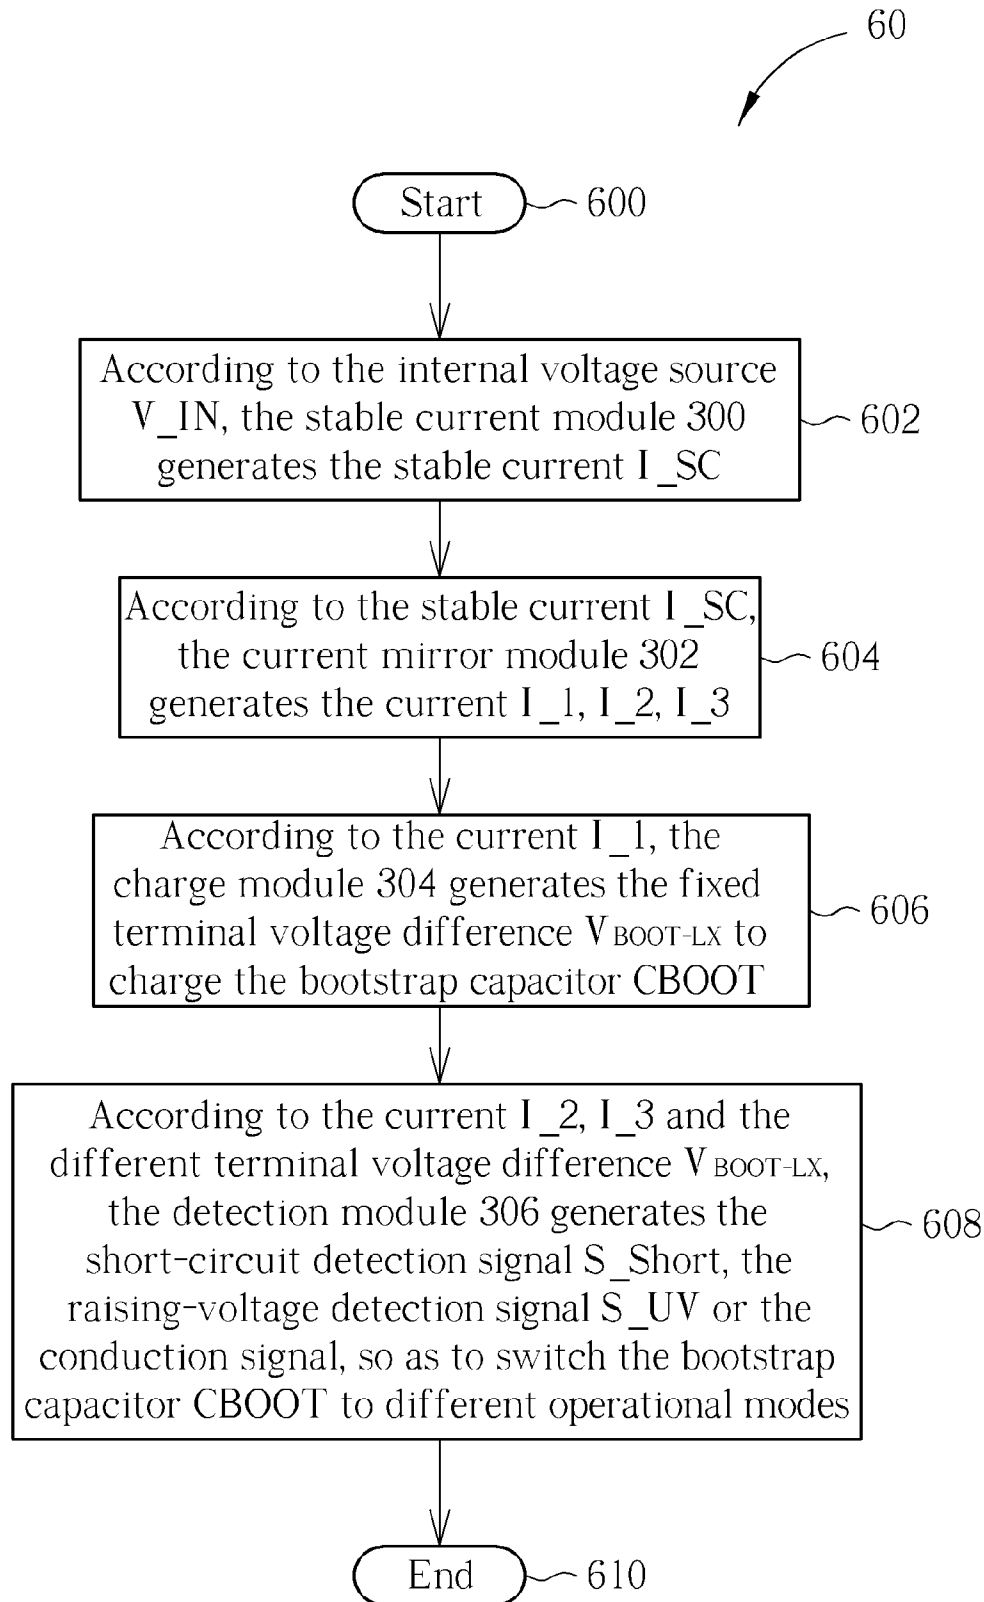 60
Start
600
According to the internal voltage source
V_IN, the stable current module 300
generates the stable current I_SC
602
According to the stable current I_SC,
the current mirror module 302
generates the current I_1, I_2, I_3
604
According to the current I_1, the
charge module 304 generates the fixed
terminal voltage difference VBOOT-LX to
charge the bootstrap capacitor CBOOT
606
According to the current I_2, I_3 and the
different terminal voltage difference VBOOT-LX,
the detection module 306 generates the
short-circuit detection signal S_Short, the
raising-voltage detection signal S_UV or the
conduction signal, so as to switch the bootstrap
capacitor CBOOT to different operational modes
608
End
610